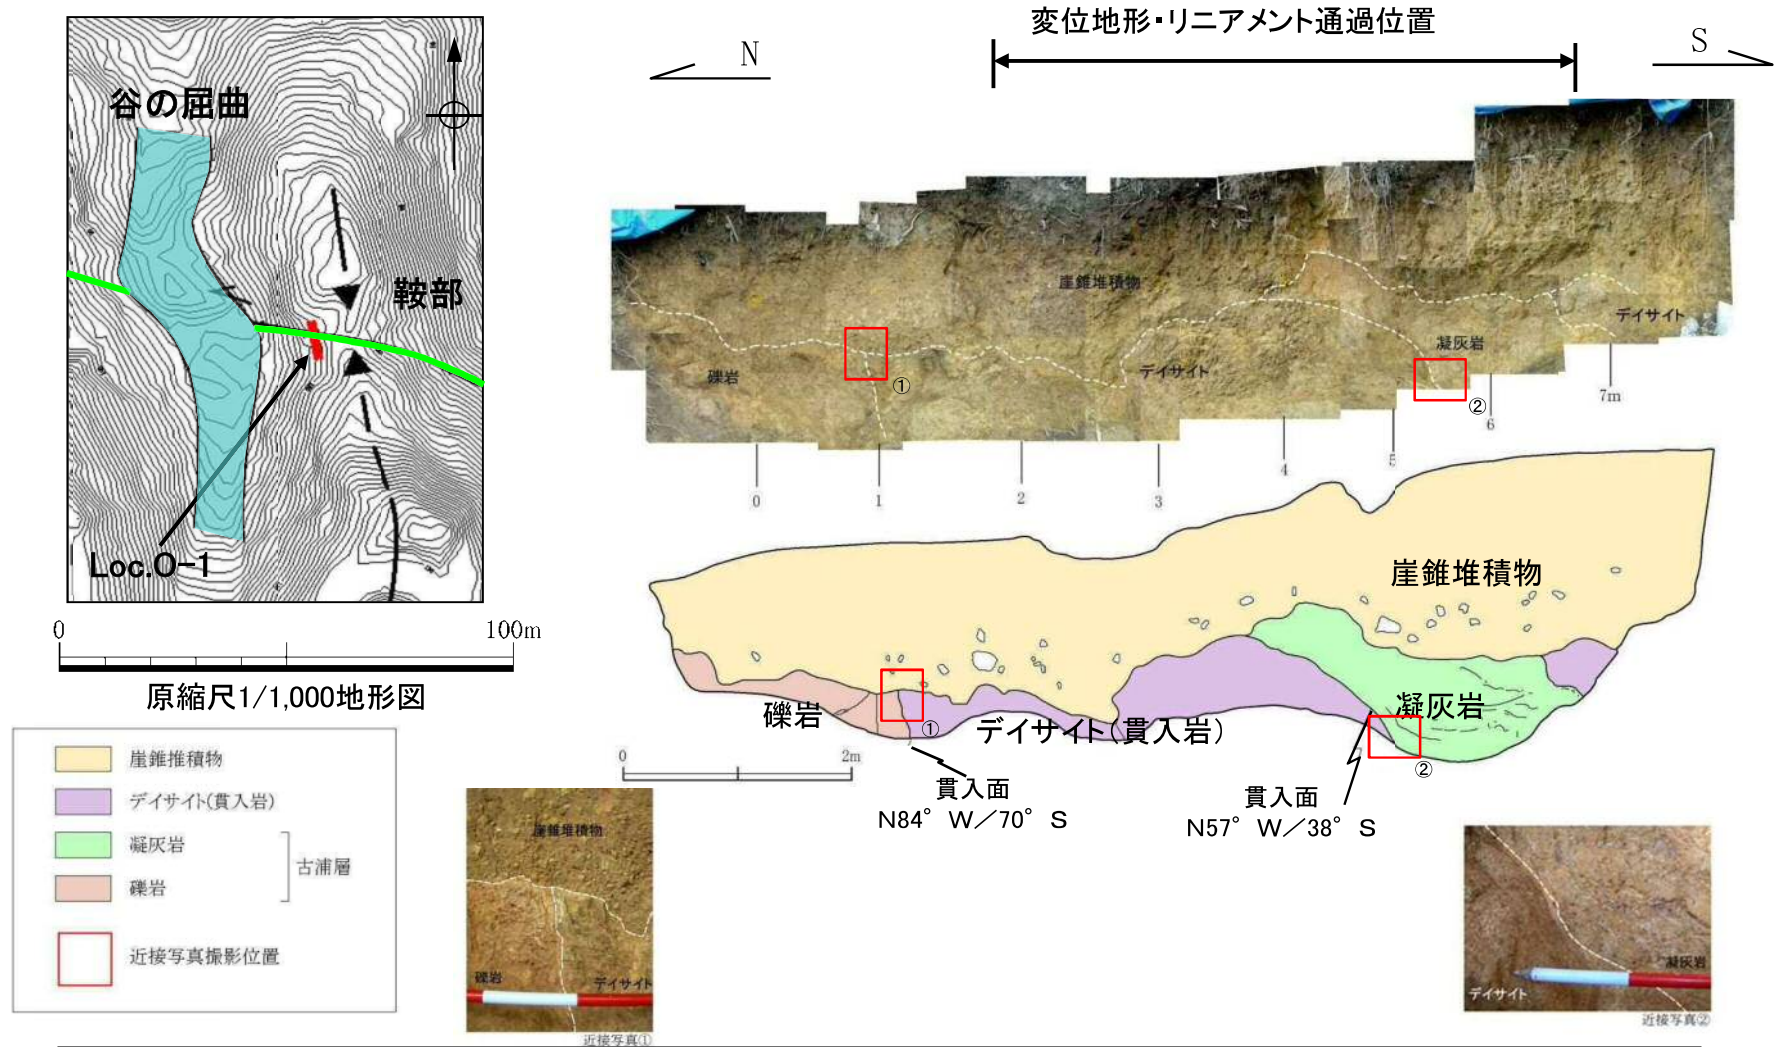 変位地形・リニアメント通過位置
N
S
谷の屈曲
鞍部
Loc.O-1
0
100m
原縮尺1/1,000地形図
崖錐堆積物
デイサイト
凝灰岩
デイサイト
礫岩
①
②
0
1
2
3
4
5
6
7m
崖錐堆積物
礫岩
デイサイト(貫入岩)
凝灰岩
①
②
0
2m
貫入面
N84°W/70°S
貫入面
N57°W/38°S
崖錐推積物
デイサイト(貫入岩)
凝灰岩
礫岩
古浦層
近接写真撮影位置
崖錐堆積物
礫岩
デイサイト
近接写真①
凝灰岩
デイサイト
近接写真②